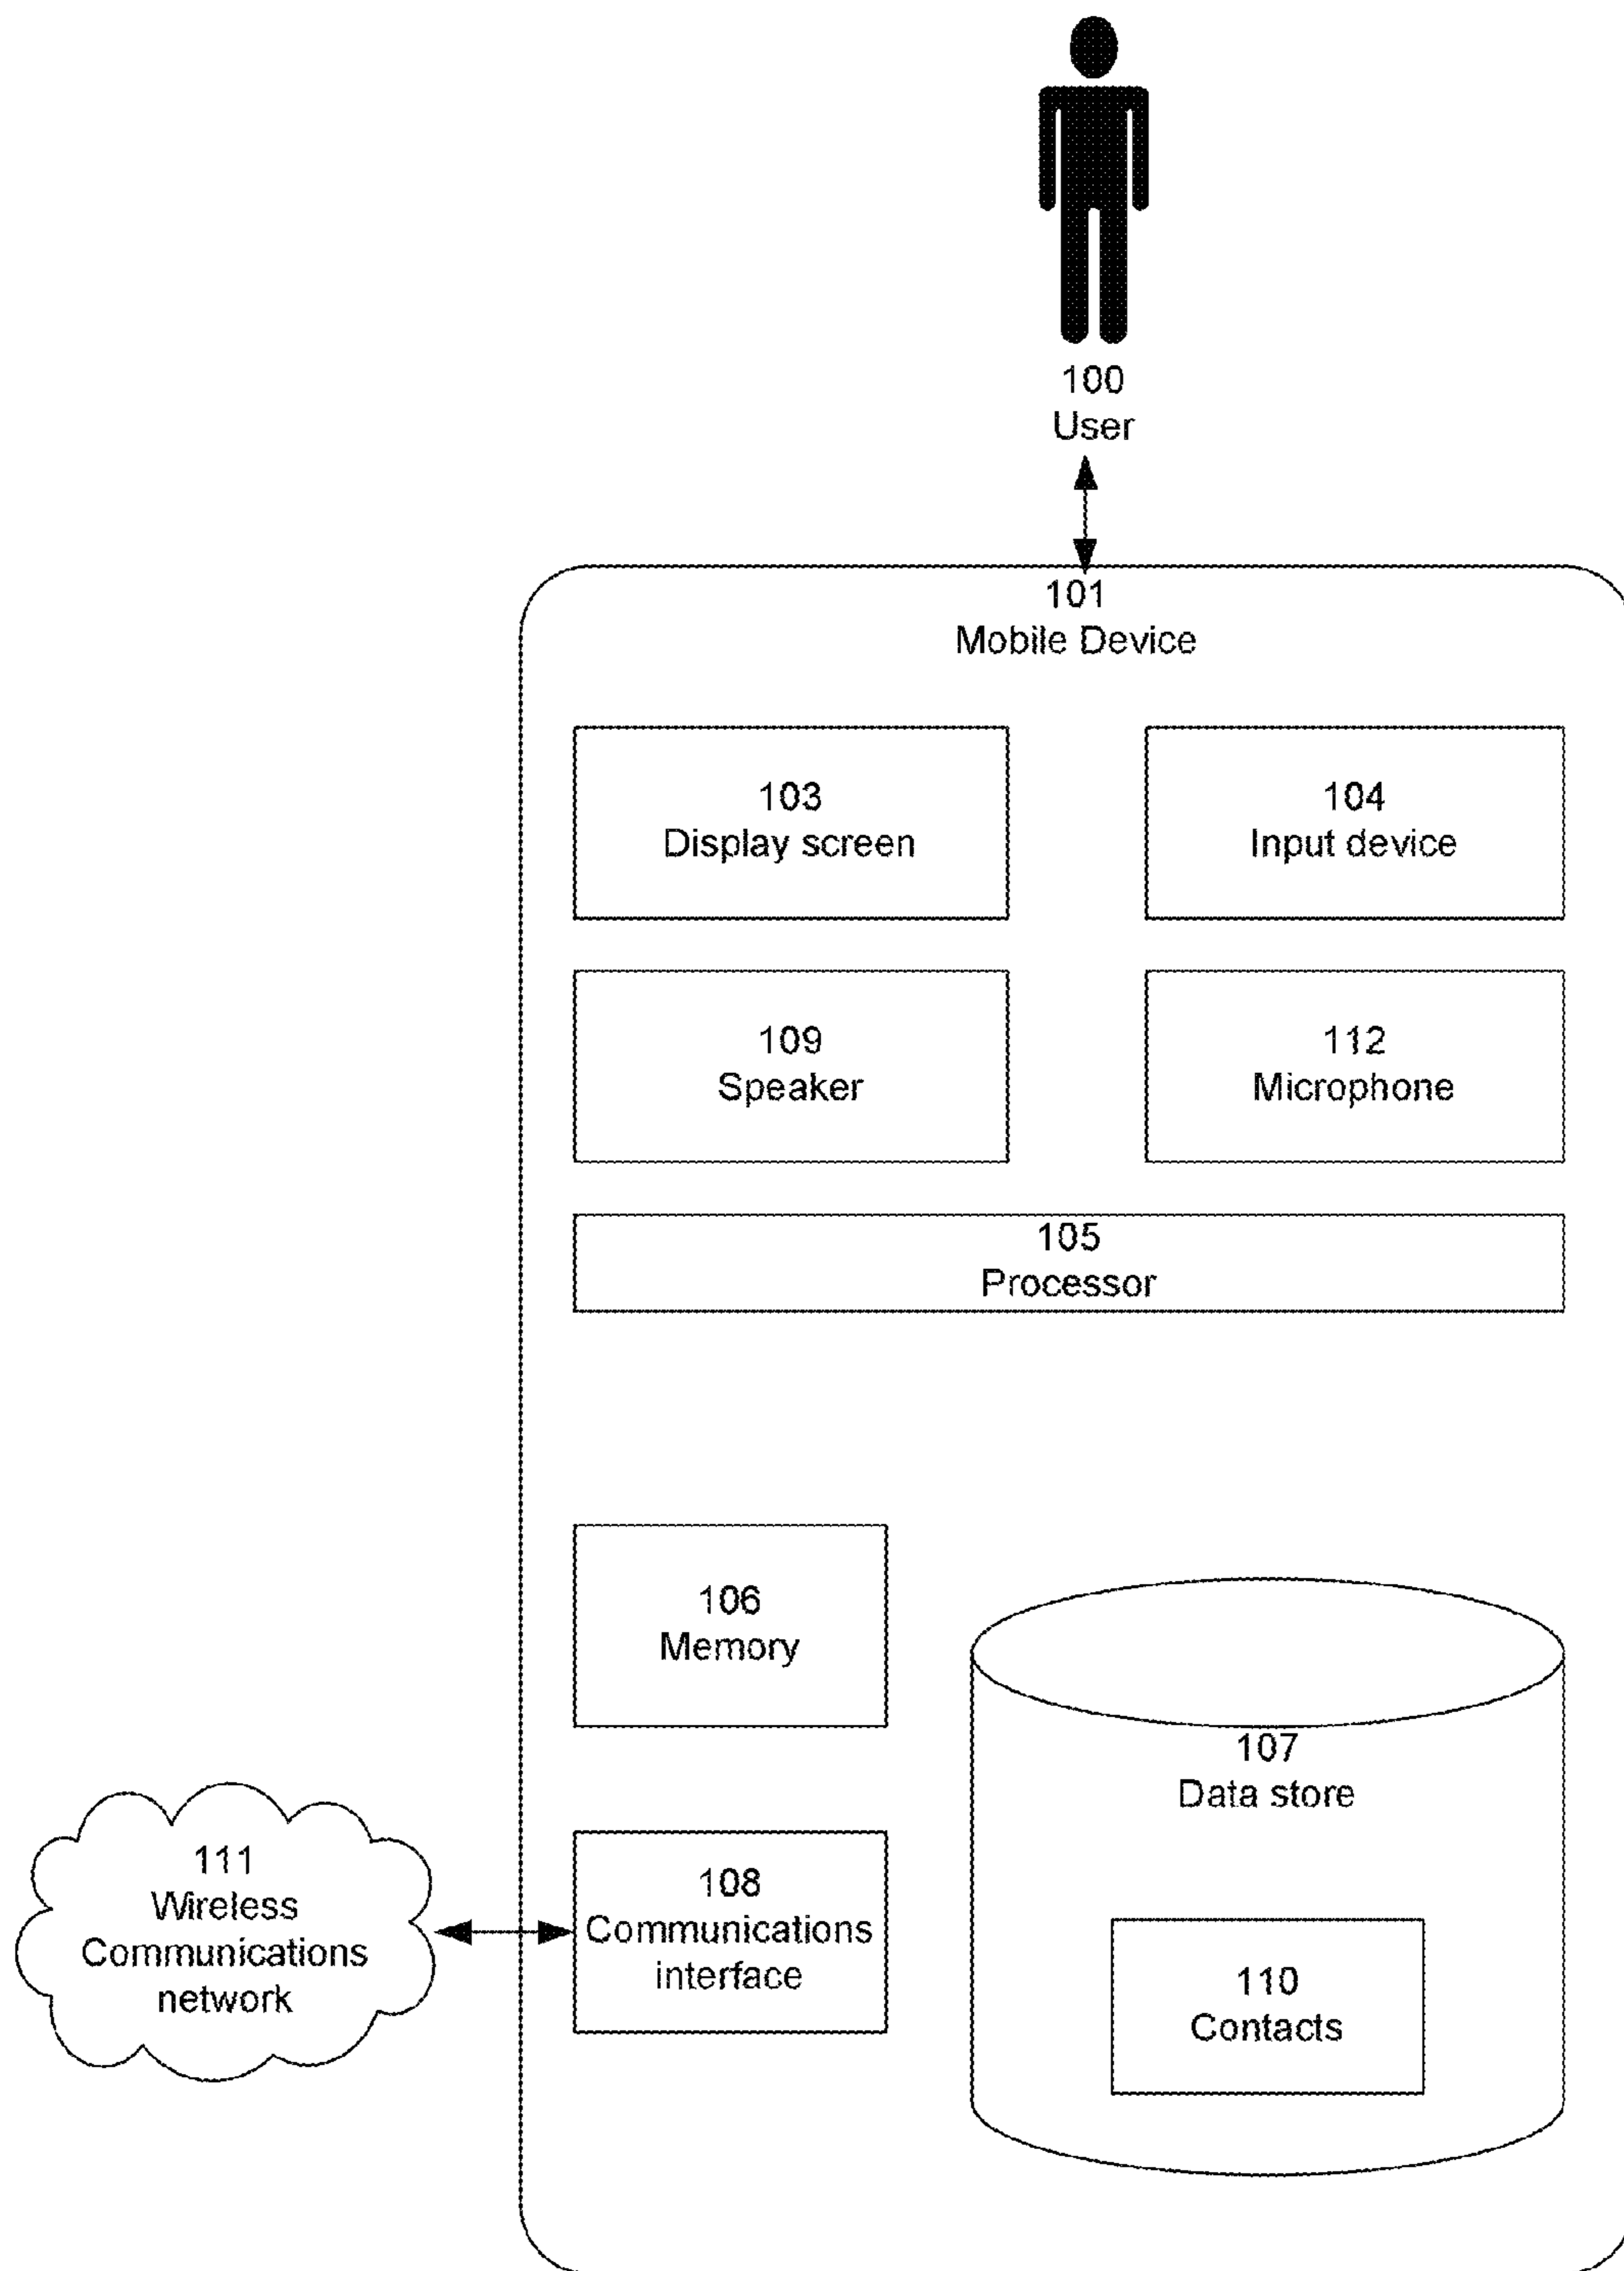 100
User
101
Mobile Device
103
Display screen
104
Input device
109
Speaker
112
Microphone
105
Processor
106
Memory
107
Data store
111
Wireless
Communications
network
108
Communications
interface
110
Contacts